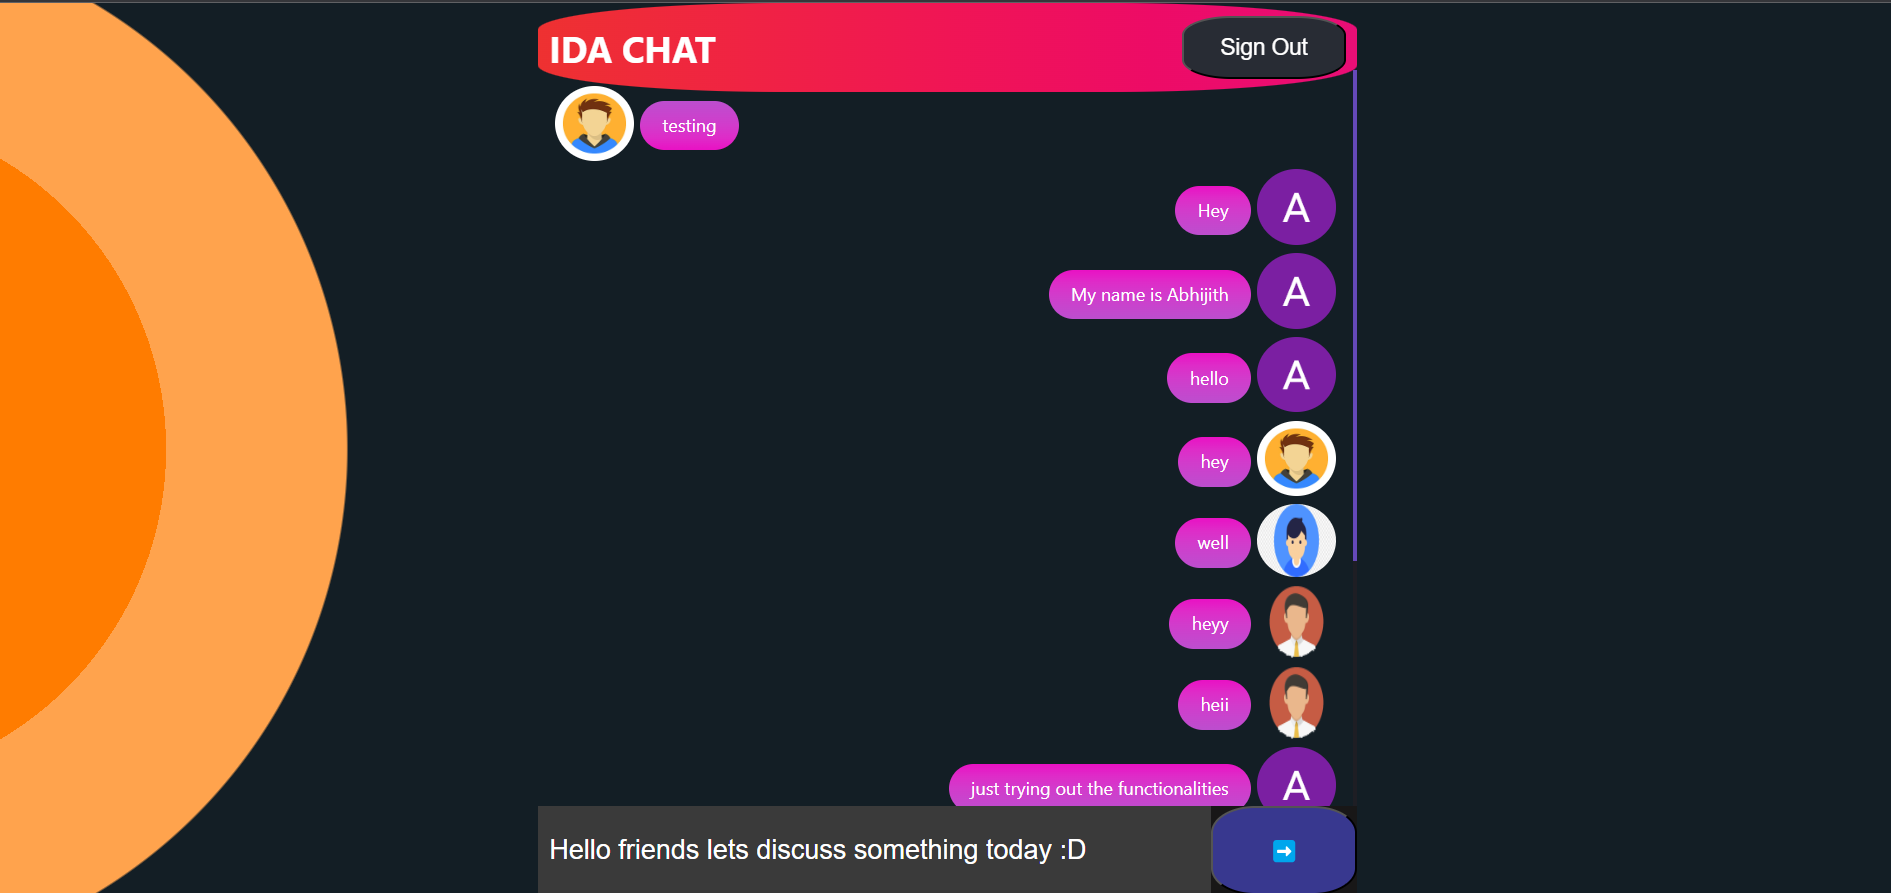 IDA CHAT
Sign Out
testing
Hey
A
My name is Abhijith
A
hello
A
hey
well
heyy
heii
just trying out the functionalities
A
Hello friends lets discuss something today :D